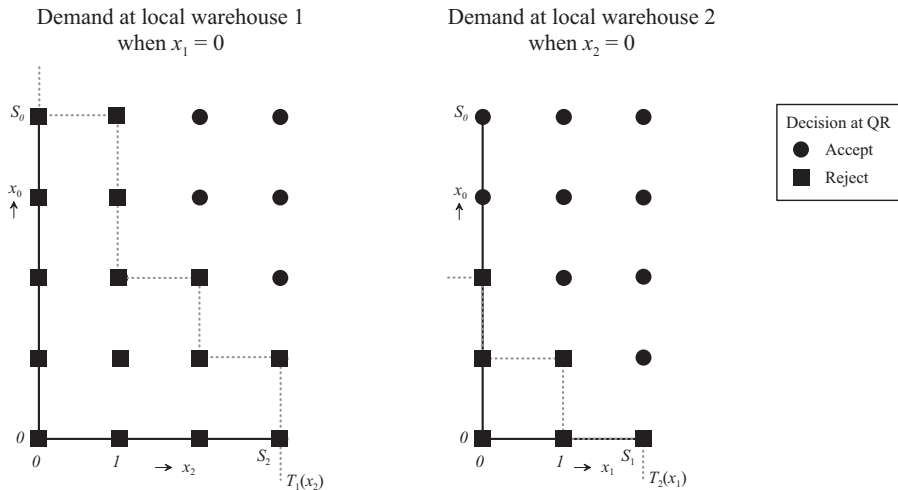 Demand at local warehouse 1
when x₁ = 0
Demand at local warehouse 2
when x₂ = 0
S₀
x₀
0
0
1
x₂
S₂
T₁(x₂)
S₀
x₀
0
0
1
x₁
S₁
T₂(x₁)
Decision at QR
Accept
Reject